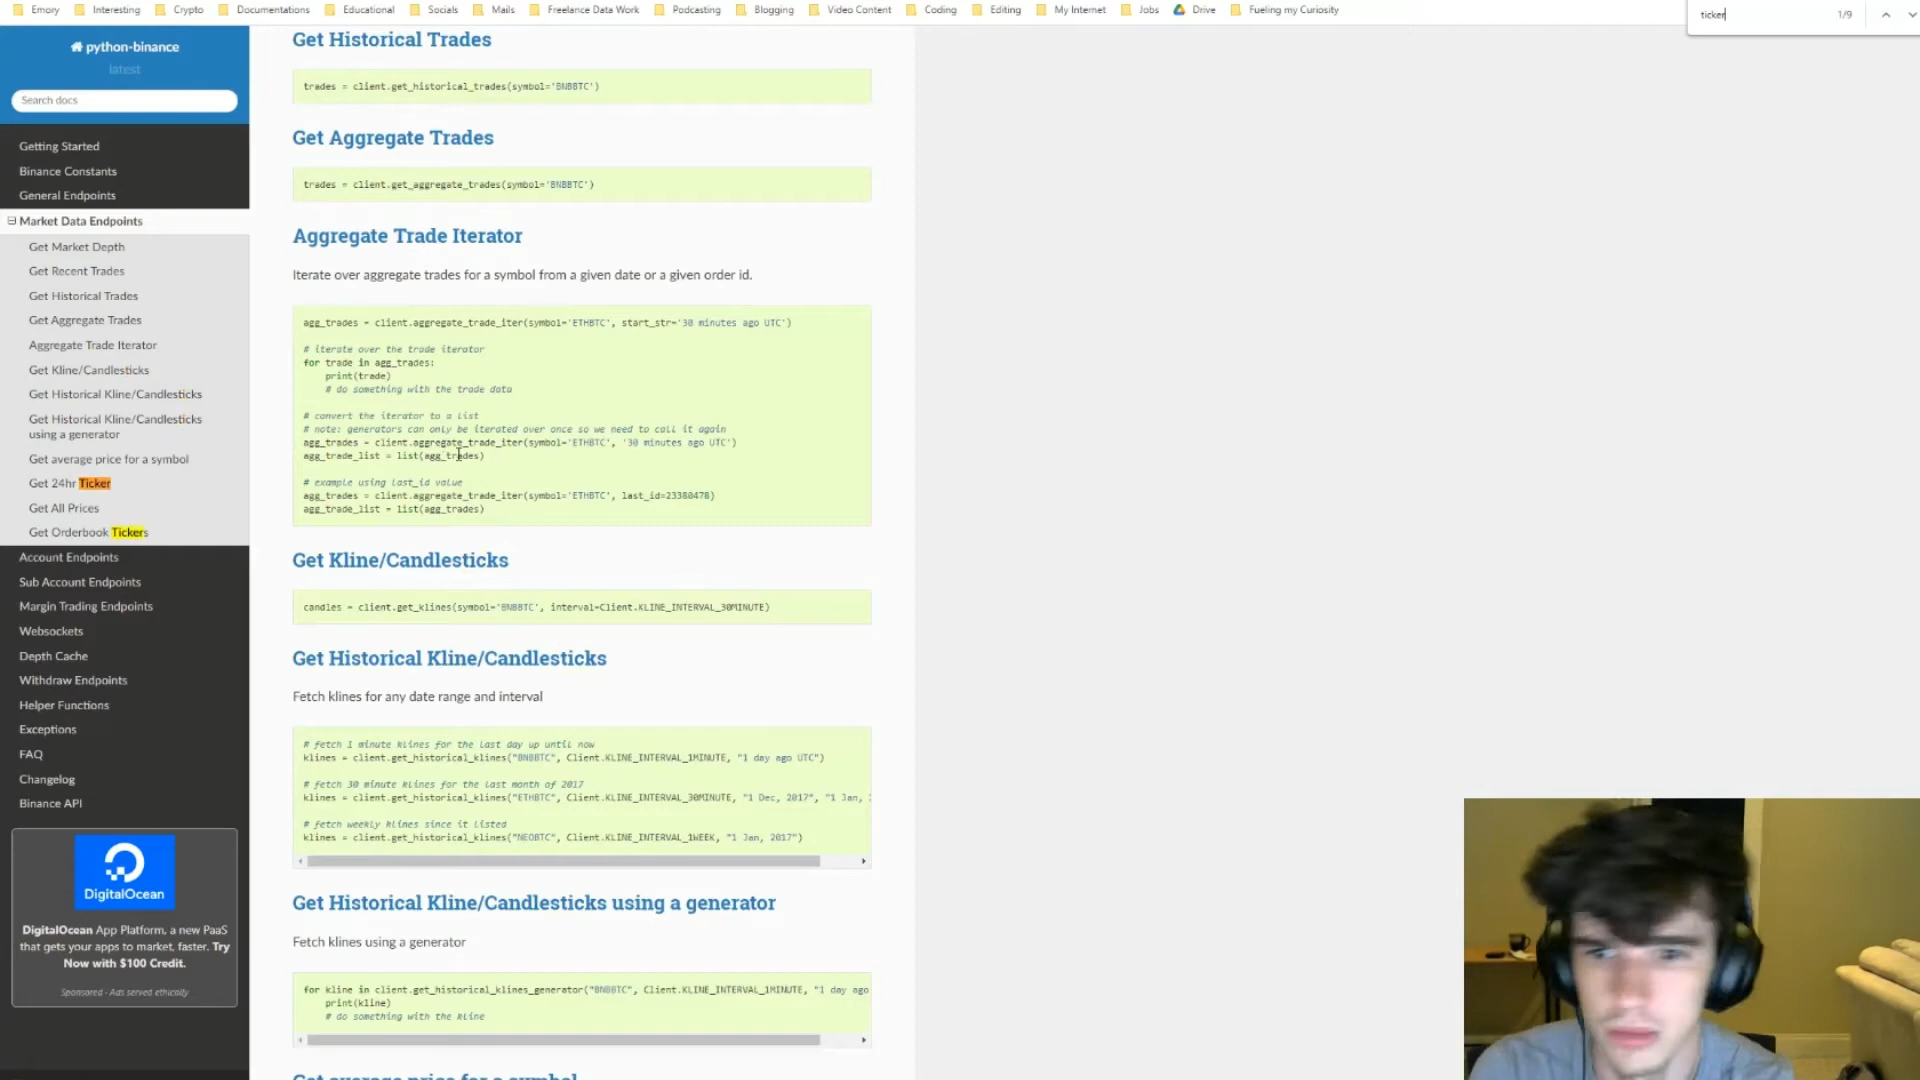 Emory
Interesting
Crypto
Documentations
Educational
Socials
Mails
Freelance Data Work
Podcasting
Blogging
Video Content
Coding
Editing
My Internet
Jobs
Drive
Fueling my Curiosity
ticker
1/9
python-binance
latest
Search docs
Getting Started
Binance Constants
General Endpoints
Market Data Endpoints
Get Market Depth
Get Recent Trades
Get Historical Trades
Get Aggregate Trades
Aggregate Trade Iterator
Get Kline/Candlesticks
Get Historical Kline/Candlesticks
Get Historical Kline/Candlesticks
using a generator
Get average price for a symbol
Get 24hr Ticker
Get All Prices
Get Orderbook Tickers
Account Endpoints
Sub Account Endpoints
Margin Trading Endpoints
Websockets
Depth Cache
Withdraw Endpoints
Helper Functions
Exceptions
FAQ
Changelog
Binance API
DigitalOcean
DigitalOcean App Platform, a new PaaS
that gets your apps to market, faster. Try
Now with $100 Credit.
Sponsored · Ads served ethically
Get Historical Trades
trades = client.get_historical_trades(symbol='BNBBTC')
Get Aggregate Trades
trades = client.get_aggregate_trades(symbol='BNBBTC')
Aggregate Trade Iterator
Iterate over aggregate trades for a symbol from a given date or a given order id.
agg_trades = client.aggregate_trade_iter(symbol='ETHBTC', start_str='30 minutes ago UTC')
# iterate over the trade iterator
for trade in agg_trades:
print(trade)
# do something with the trade data
# convert the iterator to a list
# note: generators can only be iterated over once so we need to call it again
agg_trades = client.aggregate_trade_iter(symbol='ETHBTC', '30 minutes ago UTC')
agg_trade_list = list(agg_trades)
# example using last_id value
agg_trades = client.aggregate_trade_iter(symbol='ETHBTC', last_id=23380478)
agg_trade_list = list(agg_trades)
Get Kline/Candlesticks
candles = client.get_klines(symbol='BNBBTC', interval=Client.KLINE_INTERVAL_30MINUTE)
Get Historical Kline/Candlesticks
Fetch klines for any date range and interval
# fetch 1 minute klines for the last day up until now
klines = client.get_historical_klines("BNBBTC", Client.KLINE_INTERVAL_1MINUTE, "1 day ago UTC")
# fetch 30 minute klines for the last month of 2017
klines = client.get_historical_klines("ETHBTC", Client.KLINE_INTERVAL_30MINUTE, "1 Dec, 2017", "1 Jan,
# fetch weekly klines since it listed
klines = client.get_historical_klines("NEOBTC", Client.KLINE_INTERVAL_1WEEK, "1 Jan, 2017")
Get Historical Kline/Candlesticks using a generator
Fetch klines using a generator
for kline in client.get_historical_klines_generator("BNBBTC", Client.KLINE_INTERVAL_1MINUTE, "1 day ago
print(kline)
# do something with the kline
Get average price for a symbol